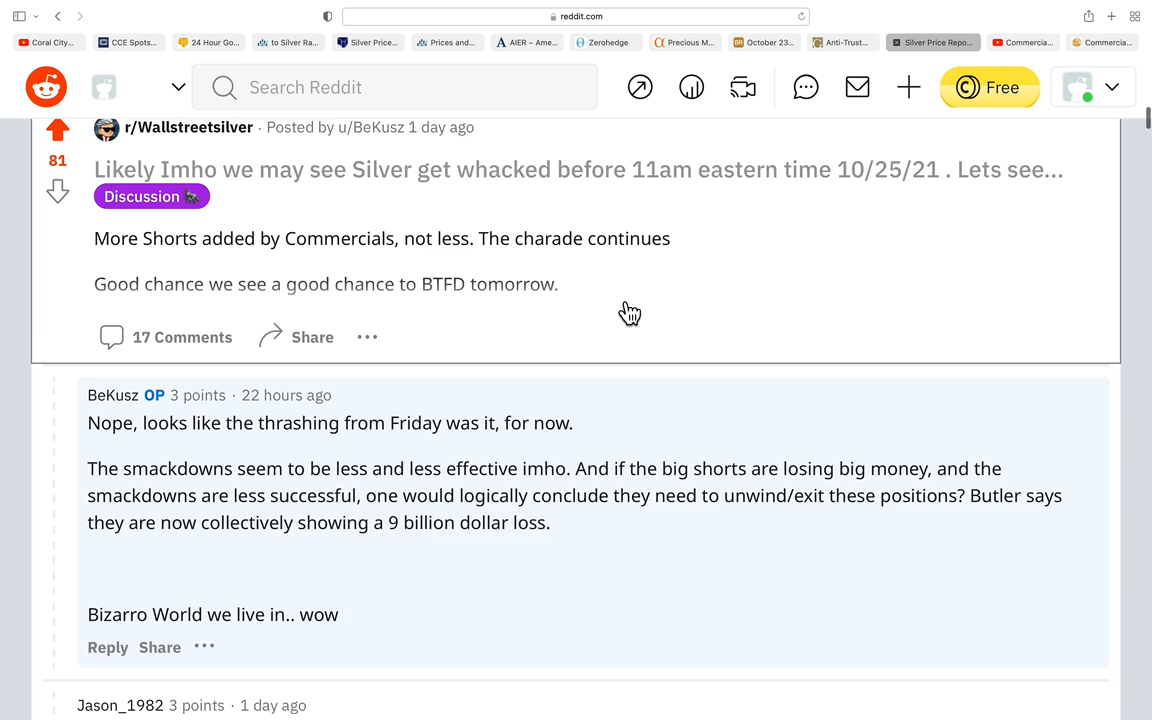 reddit.com
Coral City...
CCE Spots...
24 Hour Go...
to Silver Ra...
Silver Price...
Prices and...
AIER – Ame...
Zerohedge
Precious M...
October 23...
Anti-Trust...
Silver Price Repo...
Commercia...
Commercia...
Search Reddit
Free
r/Wallstreetsilver · Posted by u/BeKusz 1 day ago
81
Likely Imho we may see Silver get whacked before 11am eastern time 10/25/21 . Lets see...
Discussion
More Shorts added by Commercials, not less. The charade continues
Good chance we see a good chance to BTFD tomorrow.
17 Comments Share
BeKusz OP 3 points · 22 hours ago
Nope, looks like the thrashing from Friday was it, for now.
The smackdowns seem to be less and less effective imho. And if the big shorts are losing big money, and the
smackdowns are less successful, one would logically conclude they need to unwind/exit these positions? Butler says
they are now collectively showing a 9 billion dollar loss.
Bizarro World we live in.. wow
Reply Share
Jason_1982 3 points · 1 day ago